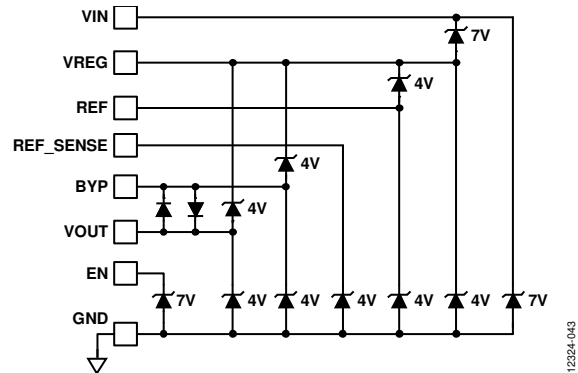 VIN
7V
VREG
4V
REF
REF_SENSE
4V
BYP
4V
VOUT
EN
7V 4V 4V 4V 4V 4V 7V
GND
12324-043